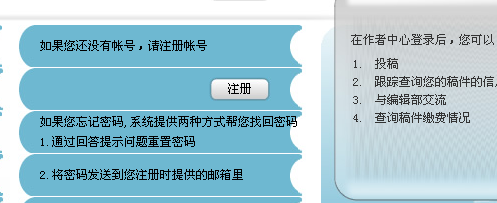 如果您还没有帐号，请注册帐号
注册
如果您忘记密码,系统提供两种方式帮您找回密码
1.通过回答提示问题重置密码
2.将密码发送到您注册时提供的邮箱里
在作者中心登录后，您可以
1. 投稿
2. 跟踪查询您的稿件的信
3. 与编辑部交流
4. 查询稿件缴费情况